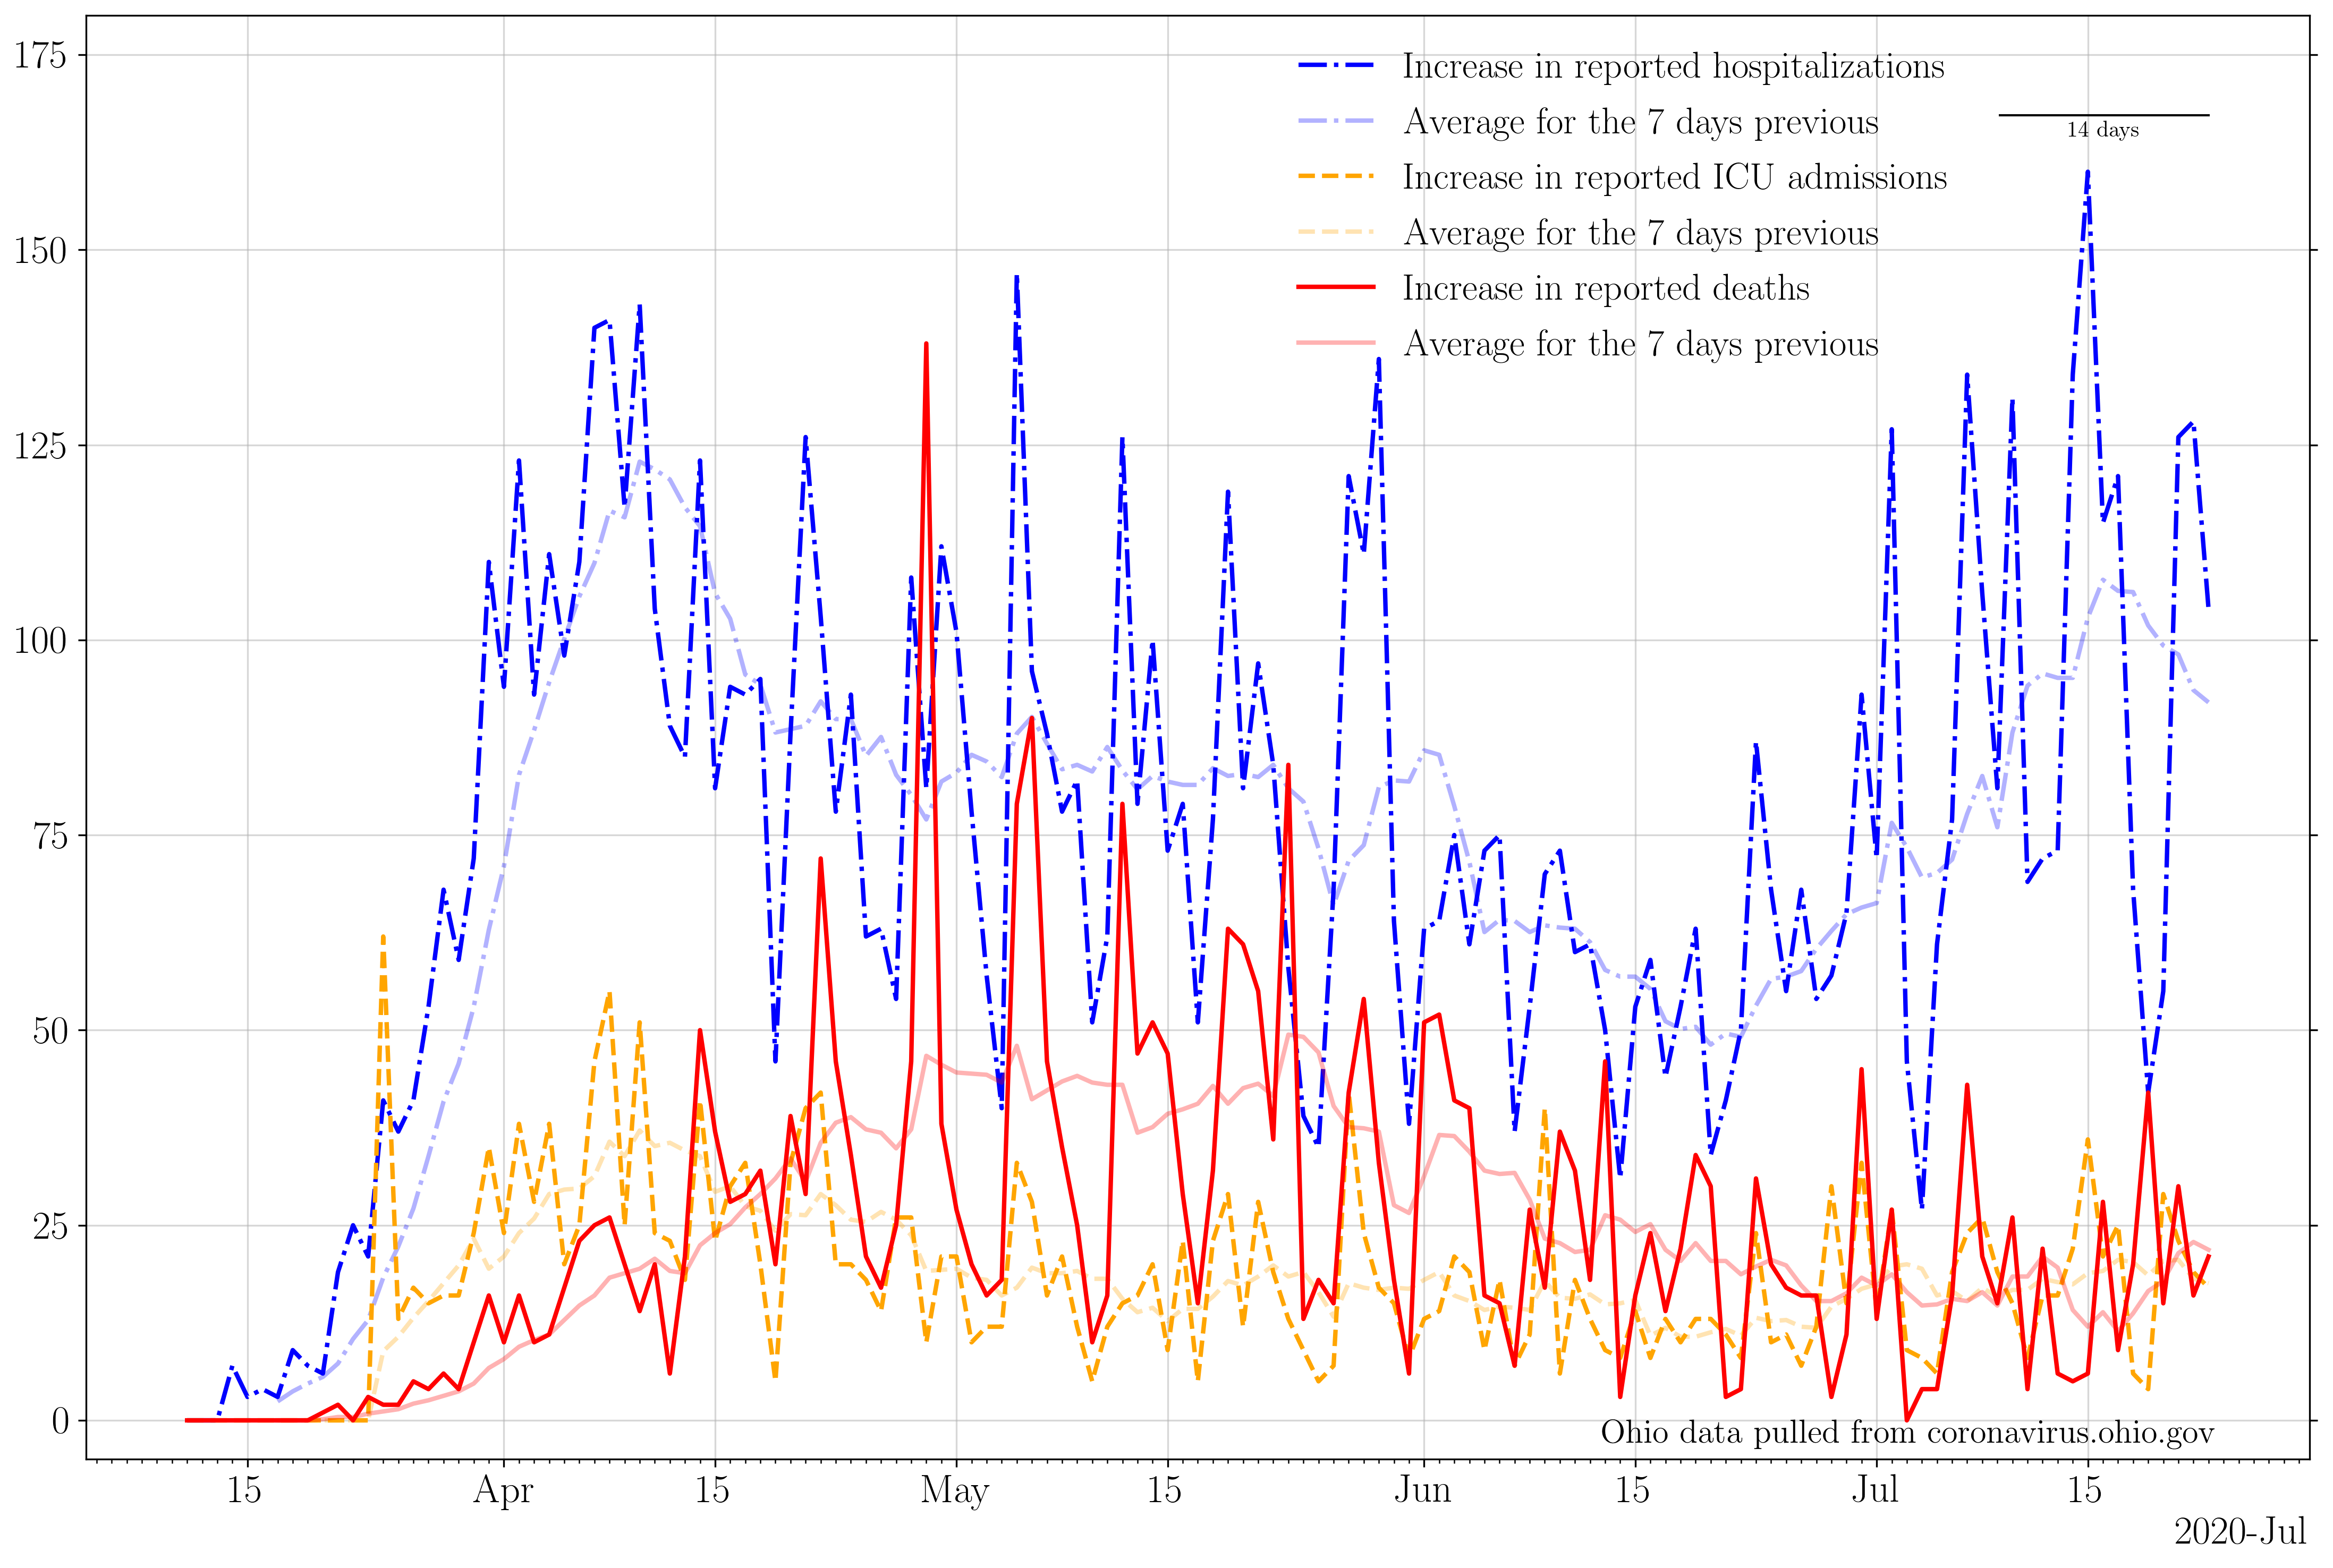 175
150
125
100
75
50
25
0
Increase in reported hospitalizations
Average for the 7 days previous
Increase in reported ICU admissions
Average for the 7 days previous
Increase in reported deaths
Average for the 7 days previous
14 days
Ohio data pulled from coronavirus.ohio.gov
15 Apr 15 May 15 Jun 15 Jul 15
2020-Jul